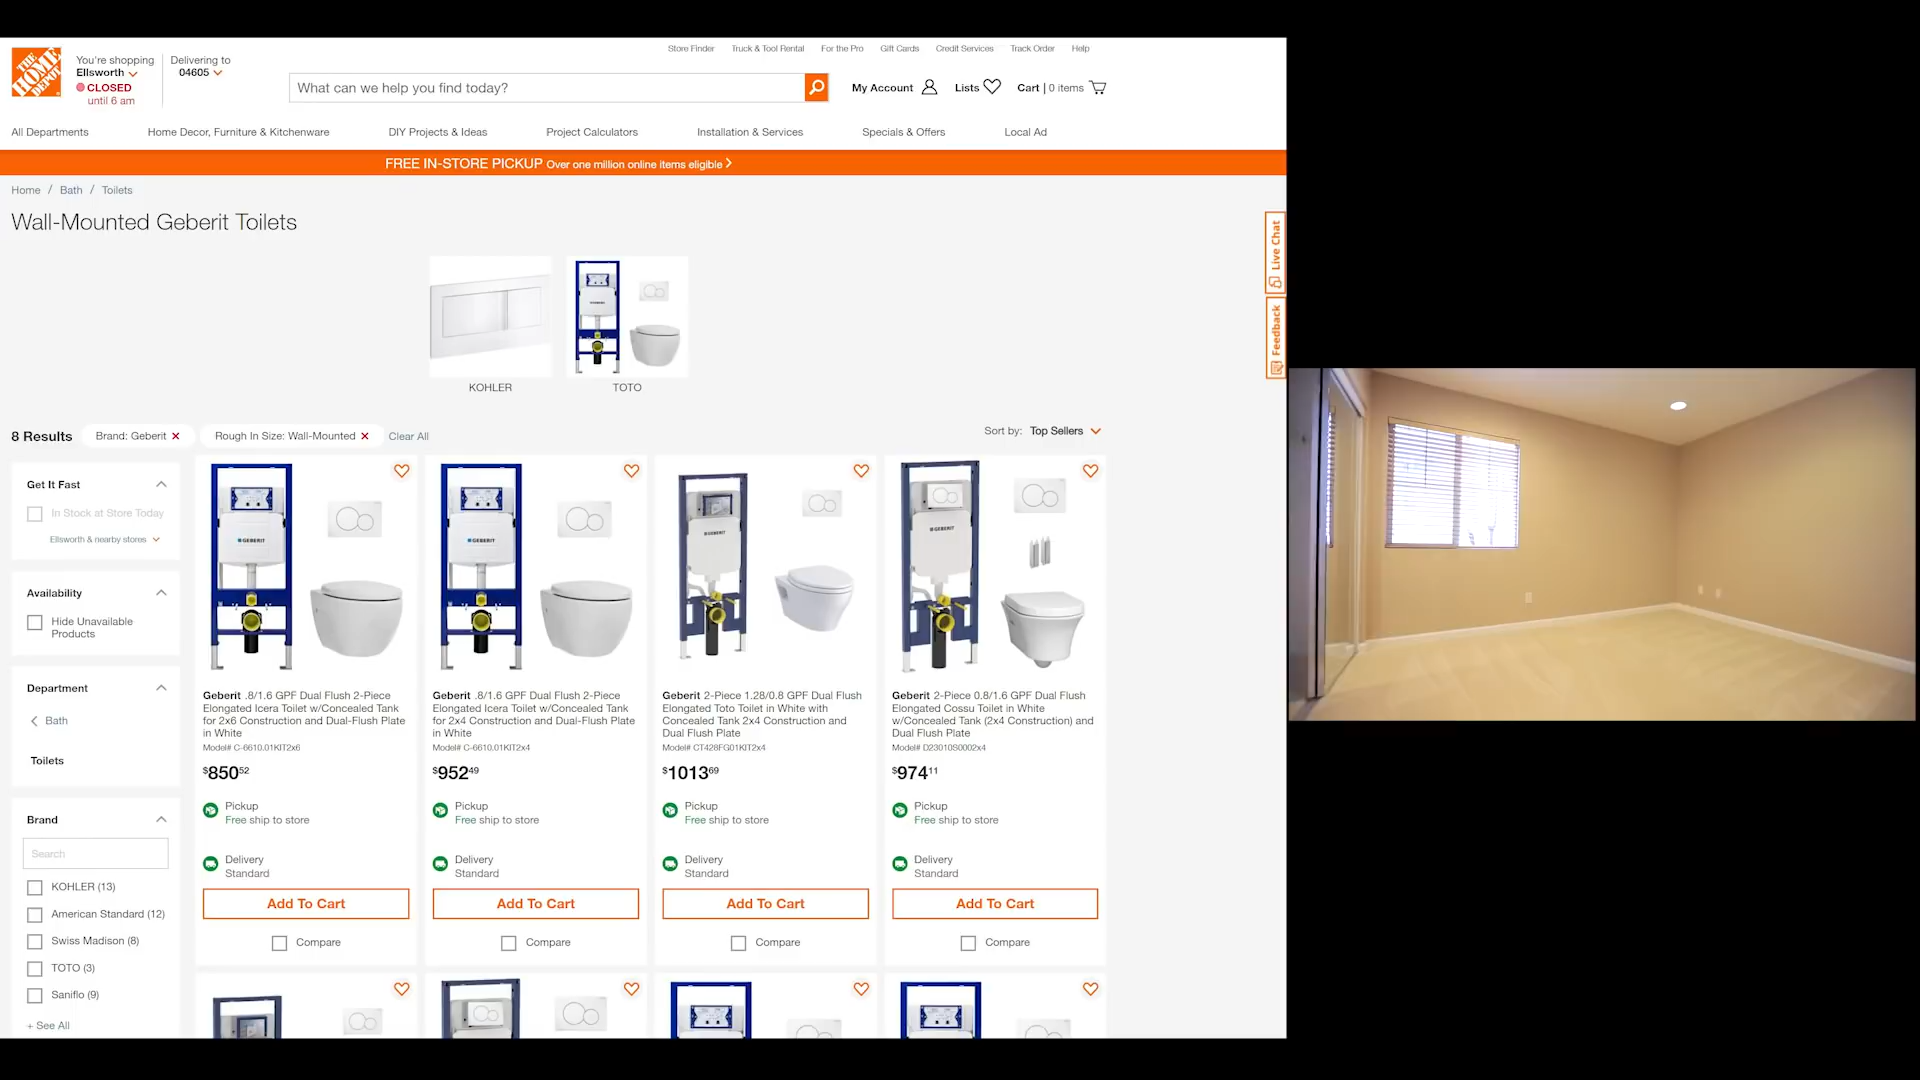 Store Finder
Truck & Tool Rental
For the Pro
Gift Cards
Credit Services
Track Order
Help
THE HOME DEPOT
You're shopping
Ellsworth
CLOSED
until 6 am
Delivering to
04605
What can we help you find today?
My Account
Lists
Cart | 0 items
All Departments
Home Decor, Furniture & Kitchenware
DIY Projects & Ideas
Project Calculators
Installation & Services
Specials & Offers
Local Ad
FREE IN-STORE PICKUP Over one million online items eligible
Home / Bath / Toilets
Wall-Mounted Geberit Toilets
Live Chat
Feedback
GEBERIT
KOHLER
TOTO
8 Results
Brand: Geberit
Rough In Size: Wall-Mounted
Clear All
Sort by: Top Sellers
Get It Fast
In Stock at Store Today
Ellsworth & nearby stores
Availability
Hide Unavailable
Products
Department
Bath
Toilets
Brand
Search
KOHLER (13)
American Standard (12)
Swiss Madison (8)
TOTO (3)
Saniflo (9)
+ See All
GEBERIT
Geberit .8/1.6 GPF Dual Flush 2-Piece
Elongated Icera Toilet w/Concealed Tank
for 2x6 Construction and Dual-Flush Plate
in White
Model# C-6610.01KIT2x6
$850 52
Pickup
Free ship to store
Delivery
Standard
Add To Cart
Compare
GEBERIT
Geberit .8/1.6 GPF Dual Flush 2-Piece
Elongated Icera Toilet w/Concealed Tank
for 2x4 Construction and Dual-Flush Plate
in White
Model# C-6610.01KIT2x4
$952 49
Pickup
Free ship to store
Delivery
Standard
Add To Cart
Compare
GEBERIT
Geberit 2-Piece 1.28/0.8 GPF Dual Flush
Elongated Toto Toilet in White with
Concealed Tank 2x4 Construction and
Dual Flush Plate
Model# CT428FG01KIT2x4
$1013 69
Pickup
Free ship to store
Delivery
Standard
Add To Cart
Compare
GEBERIT
Geberit 2-Piece 0.8/1.6 GPF Dual Flush
Elongated Cossu Toilet in White
w/Concealed Tank (2x4 Construction) and
Dual Flush Plate
Model# D23010S0002x4
$974 11
Pickup
Free ship to store
Delivery
Standard
Add To Cart
Compare